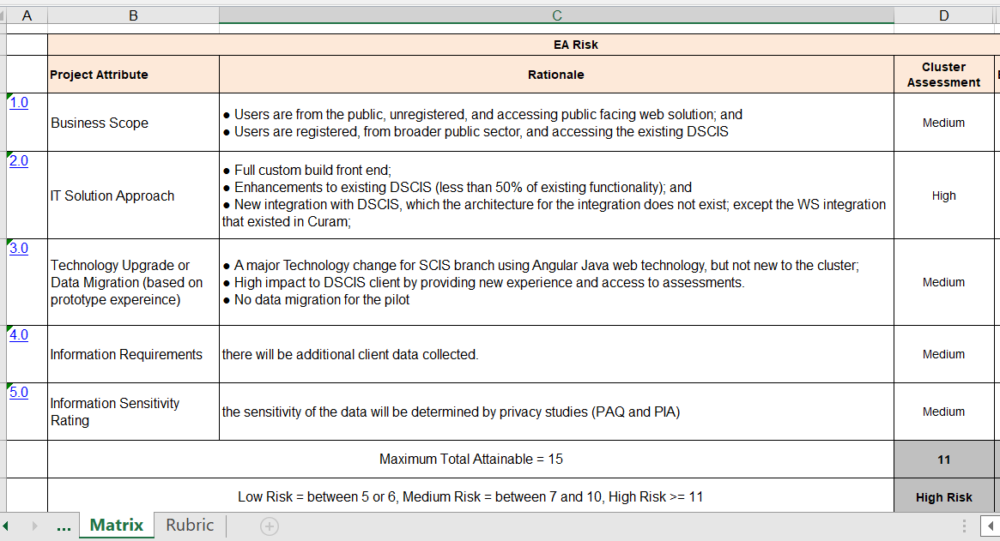 A B C D
EA Risk
Project Attribute Rationale Cluster
Assessment
1.0
Business Scope
● Users are from the public, unregistered, and accessing public facing web solution; and
● Users are registered, from broader public sector, and accessing the existing DSCIS
Medium
2.0
IT Solution Approach
● Full custom build front end;
● Enhancements to existing DSCIS (less than 50% of existing functionality); and
● New integration with DSCIS, which the architecture for the integration does not exist; except the WS integration
that existed in Curam;
High
3.0
Technology Upgrade or
Data Migration (based on
prototype expereince)
● A major Technology change for SCIS branch using Angular Java web technology, but not new to the cluster;
● High impact to DSCIS client by providing new experience and access to assessments.
● No data migration for the pilot
Medium
4.0
Information Requirements
there will be additional client data collected.
Medium
5.0
Information Sensitivity
Rating
the sensitivity of the data will be determined by privacy studies (PAQ and PIA)
Medium
Maximum Total Attainable = 15
11
Low Risk = between 5 or 6, Medium Risk = between 7 and 10, High Risk >= 11
High Risk
... Matrix Rubric